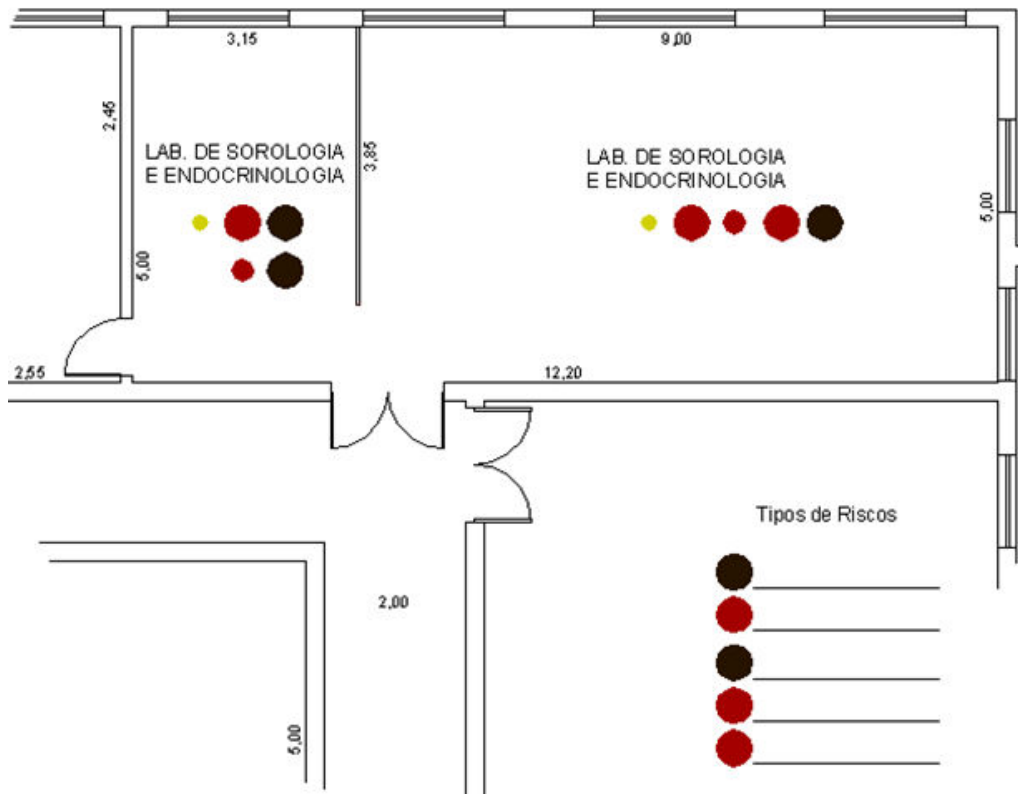 3,15
9,00
2,45
LAB. DE SOROLOGIA
E ENDOCRINOLOGIA
3,85
LAB. DE SOROLOGIA
E ENDOCRINOLOGIA
5,00
5,00
2,55
12,20
Tipos de Riscos
2,00
5,00